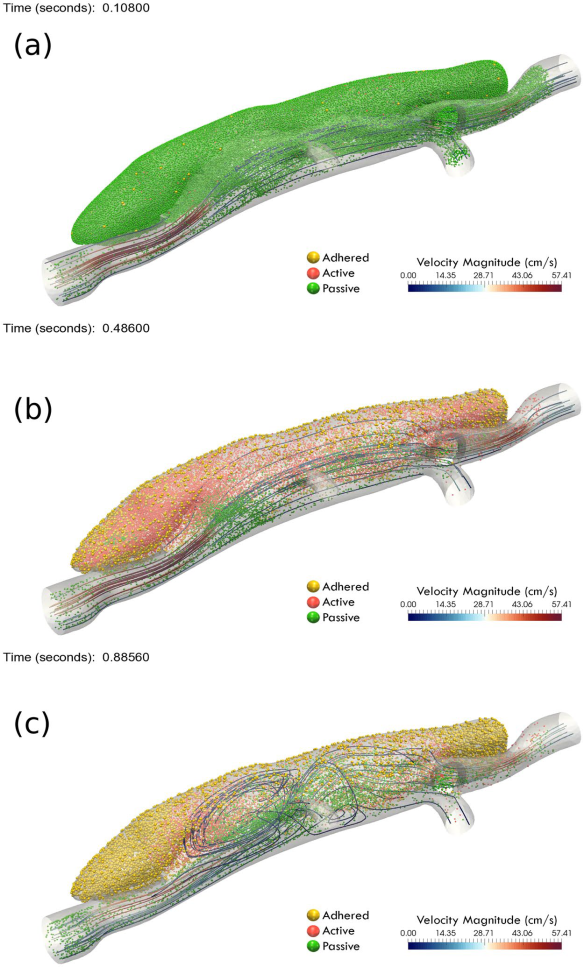 Time (seconds): 0.10800
(a)
Adhered
Active
Passive
Velocity Magnitude (cm/s)
0.00 14.35 28.71 43.06 57.41
Time (seconds): 0.48600
(b)
Adhered
Active
Passive
Velocity Magnitude (cm/s)
0.00 14.35 28.71 43.06 57.41
Time (seconds): 0.88560
(c)
Adhered
Active
Passive
Velocity Magnitude (cm/s)
0.00 14.35 28.71 43.06 57.41